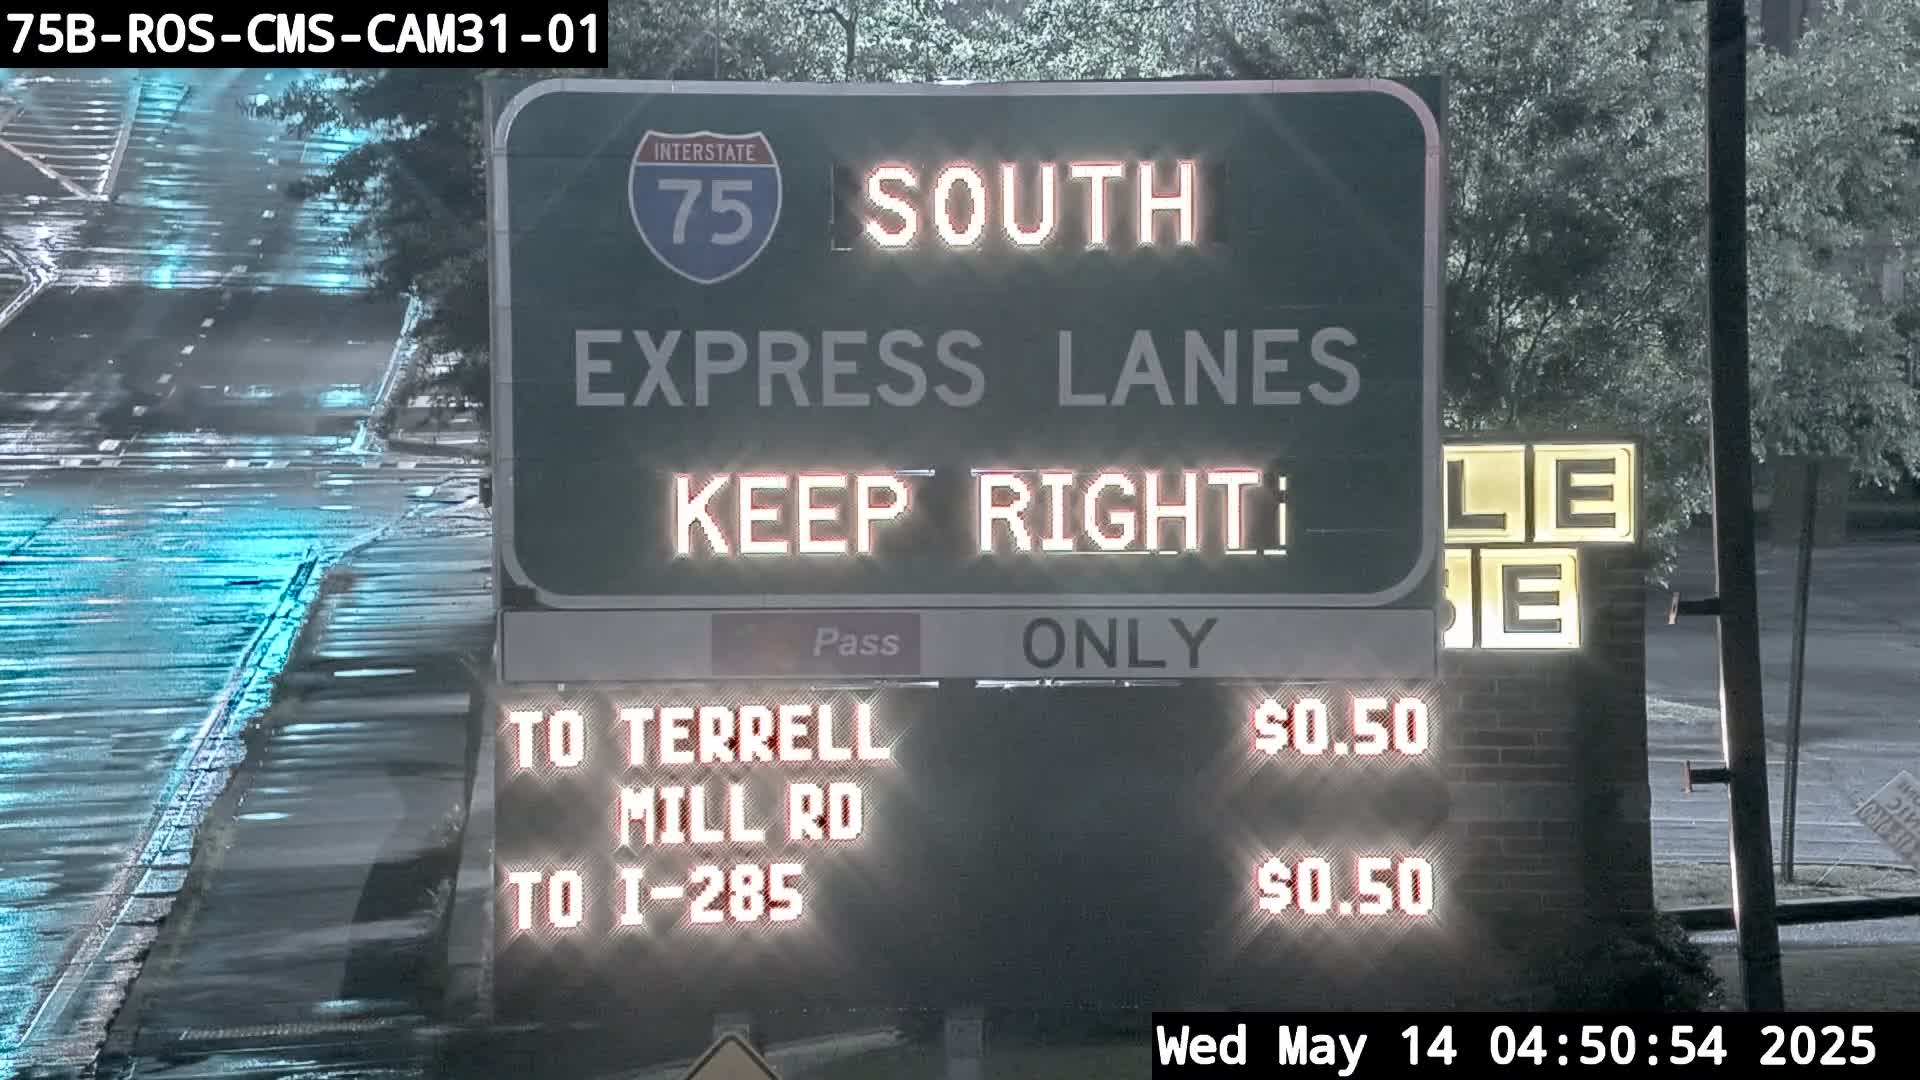 75B-ROS-CMS-CAM31-01
INTERSTATE
75
SOUTH
EXPRESS LANES
KEEP RIGHT
Pass
ONLY
LE
E
TO TERRELL
MILL RD
$0.50
TO I-285
$0.50
Wed May 14 04:50:54 2025